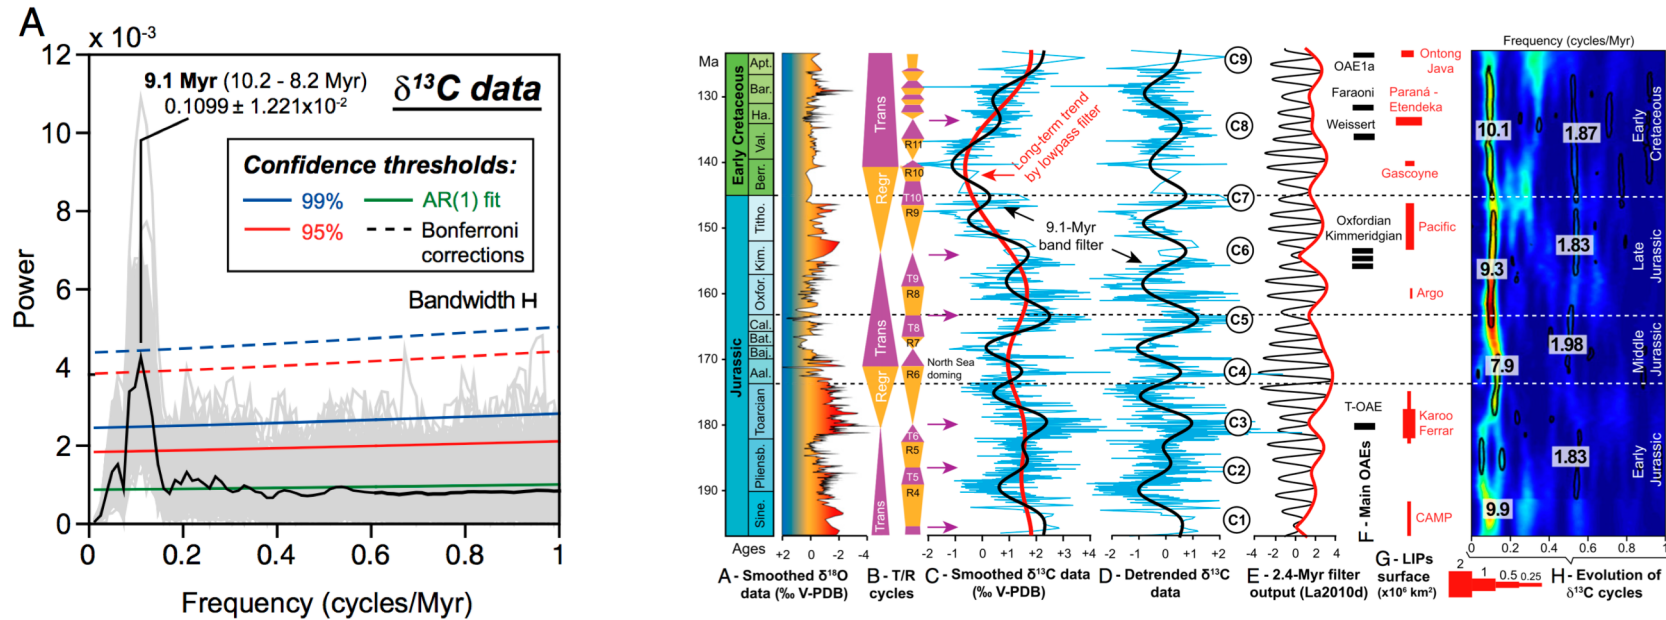 A
x 10⁻³
12
10
8
6
4
2
0
Power
9.1 Myr (10.2 - 8.2 Myr)
0.1099 ± 1.221x10⁻²
δ¹³C data
Confidence thresholds:
99%
AR(1) fit
95%
Bonferroni
corrections
Bandwidth
0 0.2 0.4 0.6 0.8 1
Frequency (cycles/Myr)
Ma
130
140
150
160
170
180
190
Ages
Early Cretaceous
Jurassic
Apt.
Bar.
Ha.
Val.
Berr.
Titho.
Kim.
Oxfor.
Cal.
Bat.
Baj.
Aal.
Toarcian
Pliensb.
Sine.
+2 0 -2 -4
A - Smoothed δ¹⁸O
data (‰ V-PDB)
Trans
Regr
Trans
Regr
Trans
R11
R10
T10
R9
T9
R8
T8
R7
R6
T6
R5
T5
R4
B - T/R
cycles
North Sea
doming
Long-term trend
by lowpass filter
9.1-Myr
band filter
-2 -1 0 +1 +2 +3 +4
C - Smoothed δ¹³C data
(‰ V-PDB)
-2 -1 0 +1 +2
D - Detrended δ¹³C
data
C9
C8
C7
C6
C5
C4
C3
C2
C1
-4 -2 0 2 4
E - 2.4-Myr filter
output (La2010d)
OAE1a
Faraoni
Weissert
Oxfordian
Kimmeridgian
T-OAE
F - Main OAEs
Ontong
Java
Paraná -
Etendeka
Gascoyne
Pacific
Argo
Karoo
Ferrar
CAMP
G - LIPs
surface
(x10⁶ km²)
2
1
0.5
0.25
Frequency (cycles/Myr)
10.1
1.87
9.3
1.83
1.98
7.9
1.83
9.9
Early
Cretaceous
Late
Jurassic
Middle
Jurassic
Early
Jurassic
0 0.2 0.4 0.6 0.8 1
H - Evolution of
δ¹³C cycles